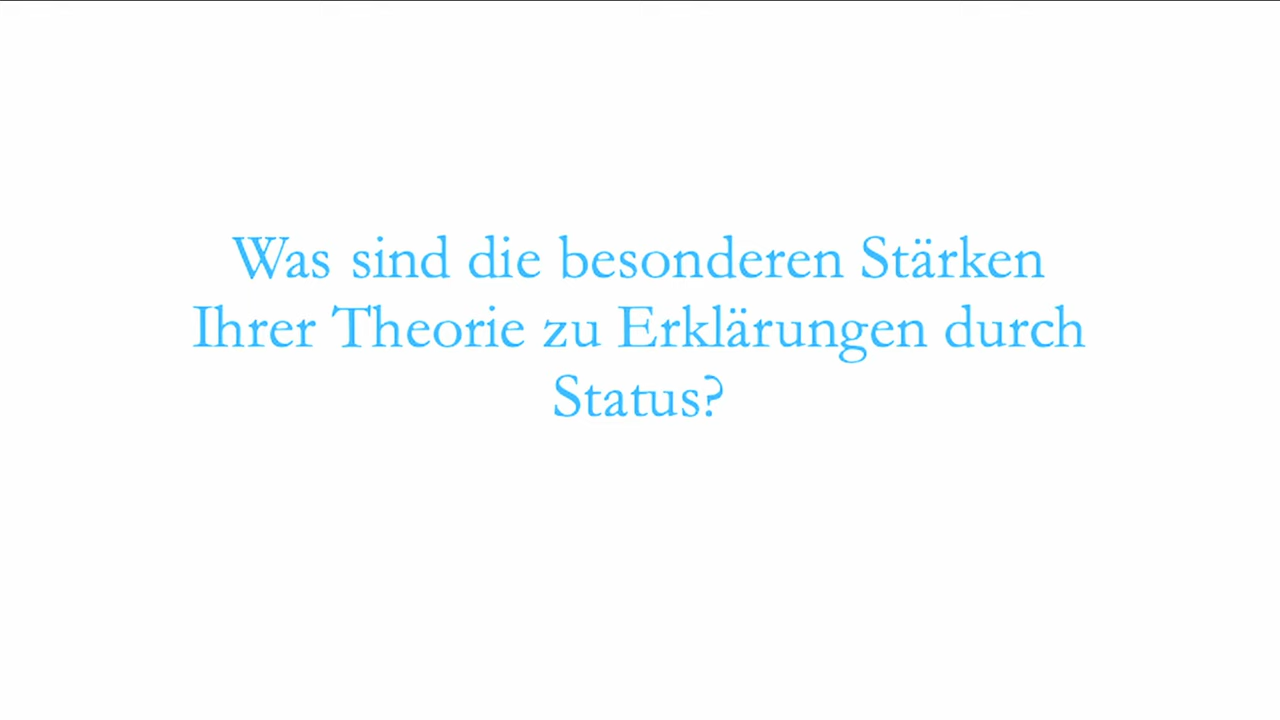 Was sind die besonderen Stärken
Ihrer Theorie zu Erklärungen durch
Status?